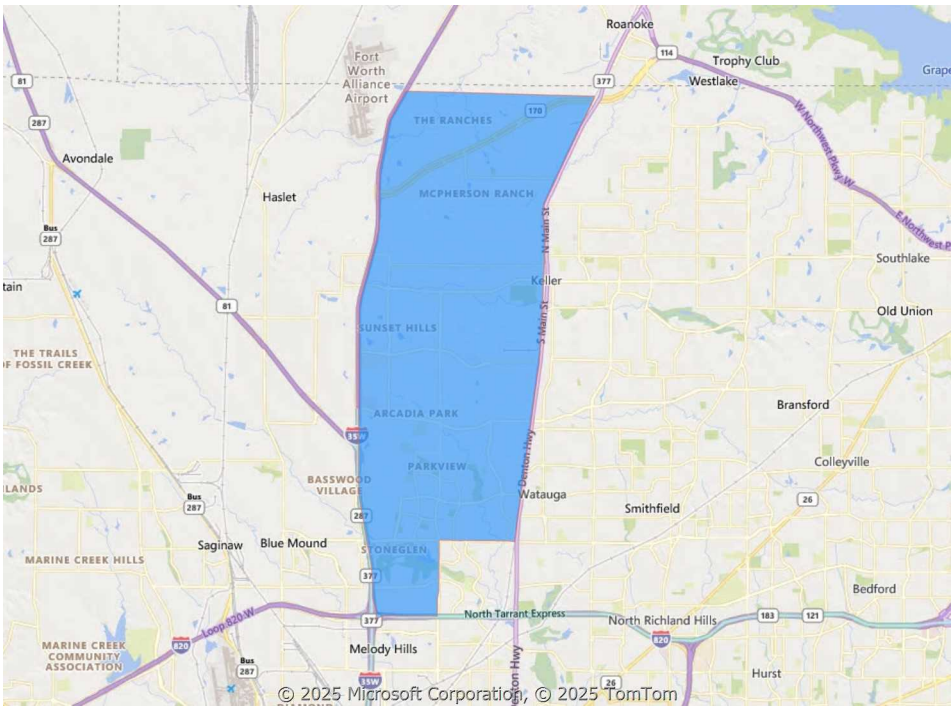 Roanoke
81
Fort
Worth
Alliance
Airport
114
Trophy Club
377
Westlake
Grape
287
THE RANCHES
170
W Northwest Pkwy W
Avondale
Haslet
MCPHERSON RANCH
Bus
287
N Main St
E Northwest P
Southlake
tain
Keller
81
Old Union
S Main St
SUNSET HILLS
THE TRAILS
OF FOSSIL CREEK
ARCADIA PARK
Bransford
35W
Denton Hwy
PARKVIEW
Colleyville
BASSWOOD
VILLAGE
LANDS
Bus
287
Watauga
26
Smithfield
287
Saginaw
Blue Mound
STONEGLEN
MARINE CREEK HILLS
377
Bedford
Loop 820 W
377
North Tarrant Express
North Richland Hills
183
121
820
820
MARINE CREEK
COMMUNITY
ASSOCIATION
Melody Hills
Bus
287
35W
Denton Hwy
26
Hurst
DIAMOND
© 2025 Microsoft Corporation, © 2025 TomTom